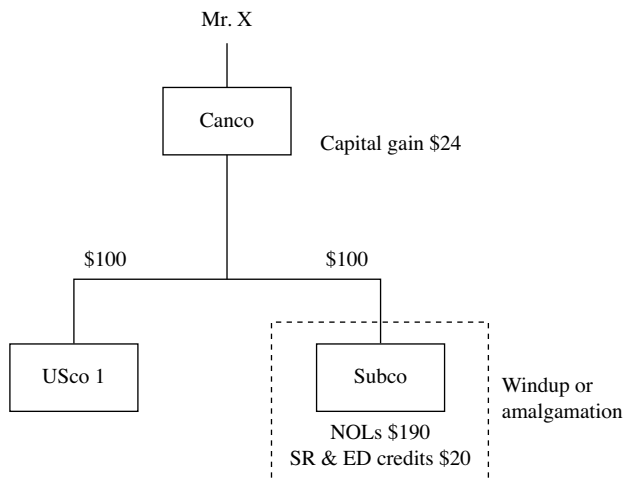 Mr. X
Canco
Capital gain $24
$100
$100
USco 1
Subco
Windup or
amalgamation
NOLs $190
SR & ED credits $20